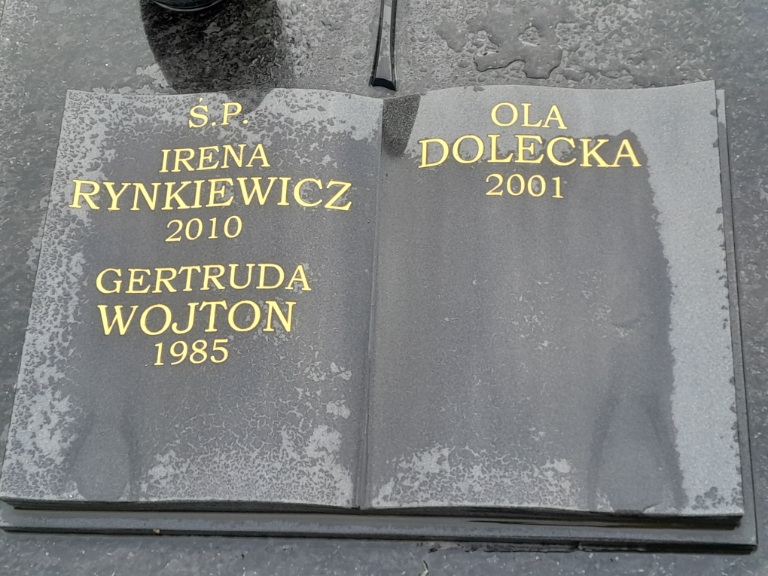 Ś.P.
IRENA
RYNKIEWICZ
2010
GERTRUDA
WOJTON
1985
OLA
DOLECKA
2001